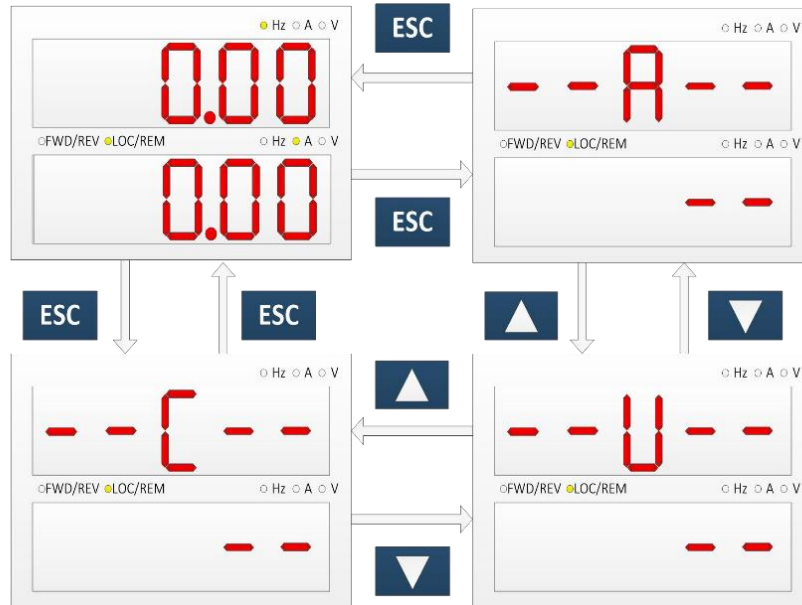 Hz A V
0.00
FWD/REV LOC/REM Hz A V
0.00
ESC
ESC
Hz A V
--A--
FWD/REV LOC/REM Hz A V
--
ESC
ESC
▲
▼
Hz A V
--C--
FWD/REV LOC/REM Hz A V
--
▲
▼
Hz A V
--U--
FWD/REV LOC/REM Hz A V
--